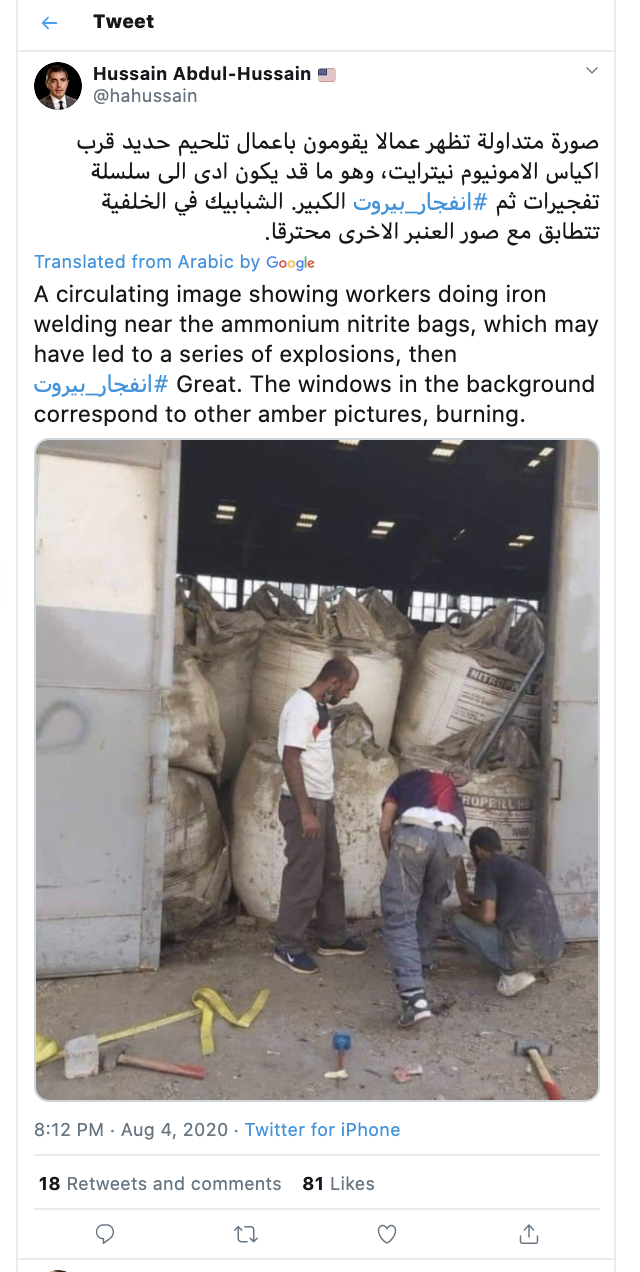 Tweet
Hussain Abdul-Hussain 🇺🇸
@hahussain
صورة متداولة تظهر عمالا يقومون باعمال تلحيم حديد قرب
اكياس الامونيوم نيترايت، وهو ما قد يكون ادى الى سلسلة
تفجيرات ثم #انفجار_بيروت الكبير. الشبابيك في الخلفية
تتطابق مع صور العنبر الاخرى محترقا.
Translated from Arabic by Google
A circulating image showing workers doing iron
welding near the ammonium nitrite bags, which may
have led to a series of explosions, then
#انفجار_بيروت Great. The windows in the background
correspond to other amber pictures, burning.
NITROPRILL
ROPRILL HD
8:12 PM · Aug 4, 2020 · Twitter for iPhone
18 Retweets and comments 81 Likes